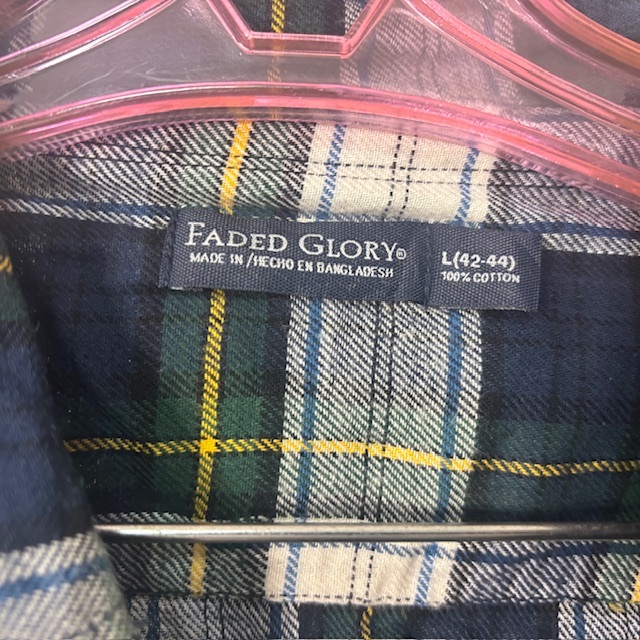 FADED GLORY®
MADE IN / HECHO EN BANGLADESH
L (42-44)
100% COTTON